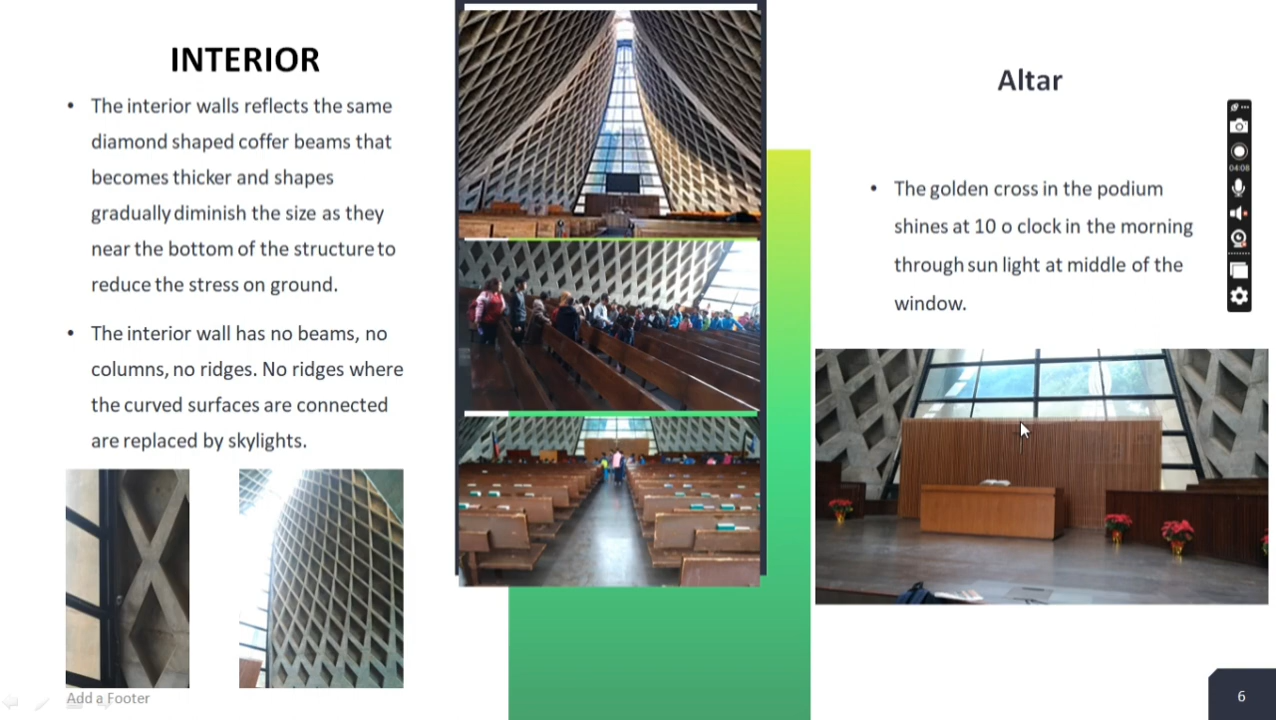 INTERIOR
• The interior walls reflects the same
diamond shaped coffer beams that
becomes thicker and shapes
gradually diminish the size as they
near the bottom of the structure to
reduce the stress on ground.
• The interior wall has no beams, no
columns, no ridges. No ridges where
the curved surfaces are connected
are replaced by skylights.
Add a Footer
Altar
• The golden cross in the podium
shines at 10 o clock in the morning
through sun light at middle of the
window.
04:08
6